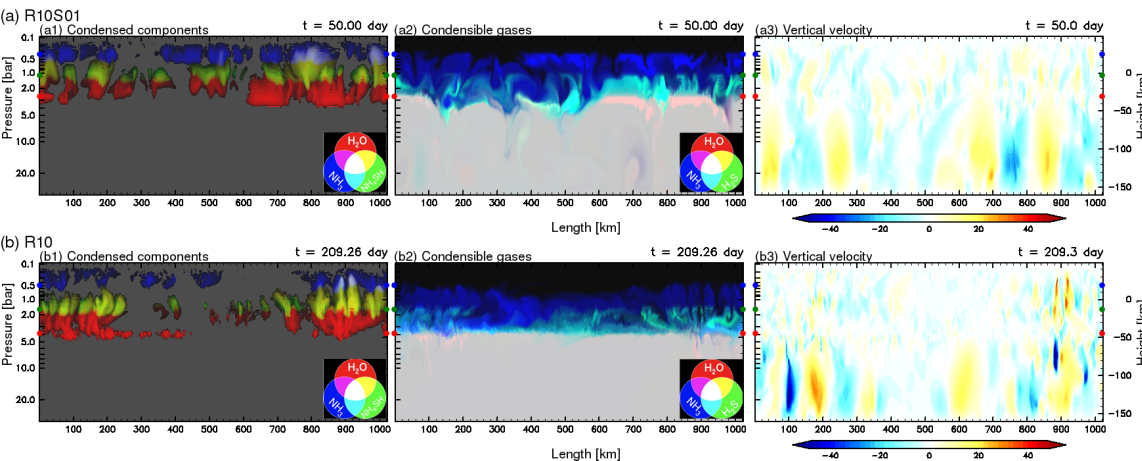 (a) R10S01
(a1) Condensed components t = 50.00 day
(a2) Condensible gases t = 50.00 day
(a3) Vertical velocity t = 50.0 day
Pressure [bar]
0.1
0.5
1.0
2.0
5.0
10.0
20.0
H₂O
NH₃
NH₄SH
H₂O
NH₃
H₂S
0
−50
−100
−150
Height [km]
100 200 300 400 500 600 700 800 900 1000
100 200 300 400 500 600 700 800 900 1000
100 200 300 400 500 600 700 800 900 1000
Length [km]
−40 −20 0 20 40
(b) R10
(b1) Condensed components t = 209.26 day
(b2) Condensible gases t = 209.26 day
(b3) Vertical velocity t = 209.3 day
Pressure [bar]
0.1
0.5
1.0
2.0
5.0
10.0
20.0
H₂O
NH₃
NH₄SH
H₂O
NH₃
H₂S
0
−50
−100
−150
Height [km]
100 200 300 400 500 600 700 800 900 1000
100 200 300 400 500 600 700 800 900 1000
100 200 300 400 500 600 700 800 900 1000
Length [km]
−40 −20 0 20 40